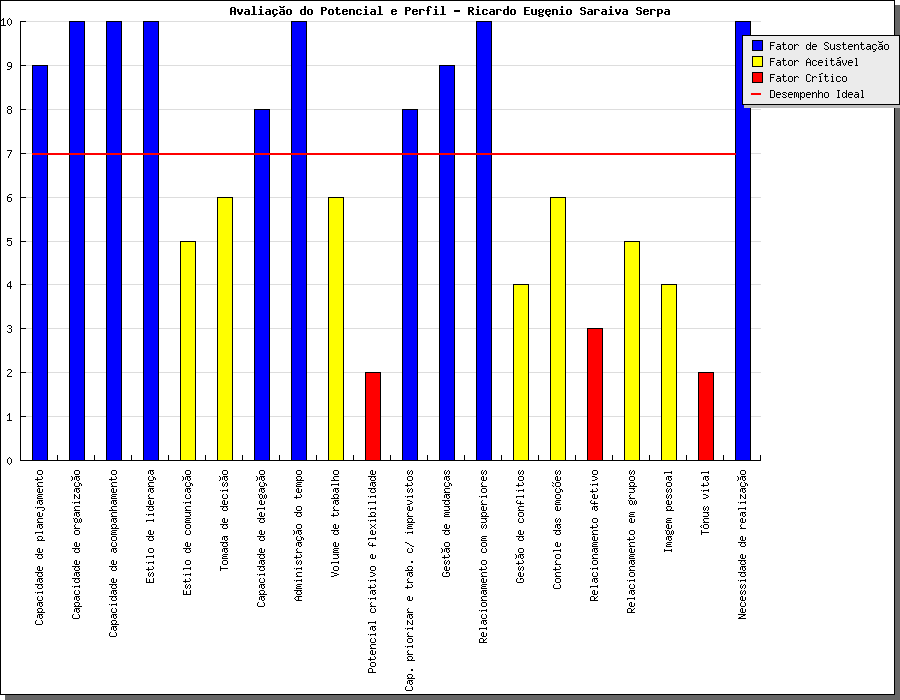 Avaliação do Potencial e Perfil - Ricardo Eugęnio Saraiva Serpa
Fator de Sustentação
Fator Aceitável
Fator Crítico
Desempenho Ideal
10
9
8
7
6
5
4
3
2
1
0
Capacidade de planejamento
Capacidade de organização
Capacidade de acompanhamento
Estilo de liderança
Estilo de comunicação
Tomada de decisão
Capacidade de delegação
Administração do tempo
Volume de trabalho
Potencial criativo e flexibilidade
Cap. priorizar e trab. c/ imprevistos
Gestão de mudanças
Relacionamento com superiores
Gestão de conflitos
Controle das emoções
Relacionamento afetivo
Relacionamento em grupos
Imagem pessoal
Tônus vital
Necessidade de realização